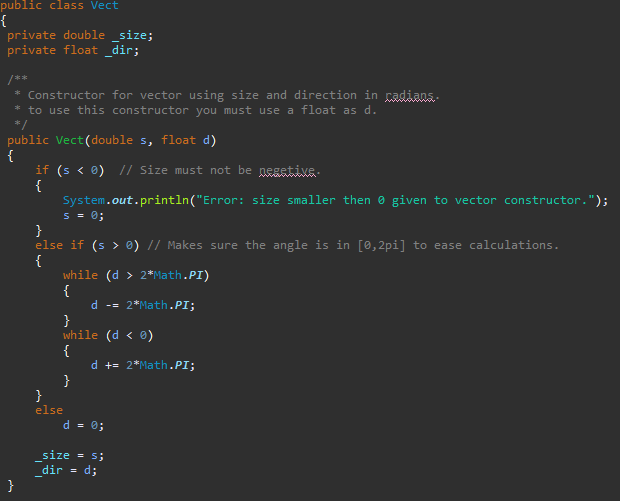 public class Vect
{
private double _size;
private float _dir;
/**
* Constructor for vector using size and direction in radians.
* to use this constructor you must use a float as d.
*/
public Vect(double s, float d)
{
if (s < 0)  // Size must not be negetive.
{
System.out.println("Error: size smaller then 0 given to vector constructor.");
s = 0;
}
else if (s > 0) // Makes sure the angle is in [0,2pi] to ease calculations.
{
while (d > 2*Math.PI)
{
d -= 2*Math.PI;
}
while (d < 0)
{
d += 2*Math.PI;
}
}
else
d = 0;
_size = s;
_dir = d;
}